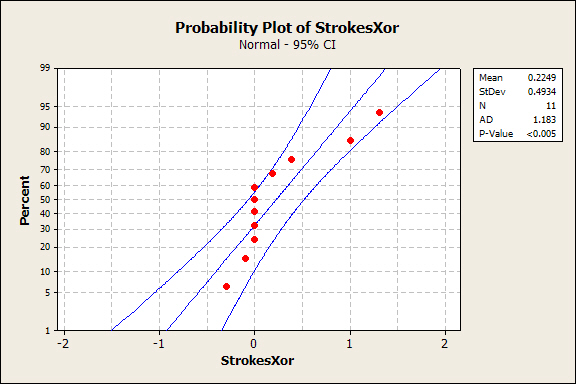 Probability Plot of StrokesXor
Normal - 95% CI
99
95
90
80
70
60
50
40
30
20
10
5
1
Percent
-2
-1
0
1
2
StrokesXor
Mean 0.2249
StDev 0.4934
N 11
AD 1.183
P-Value <0.005